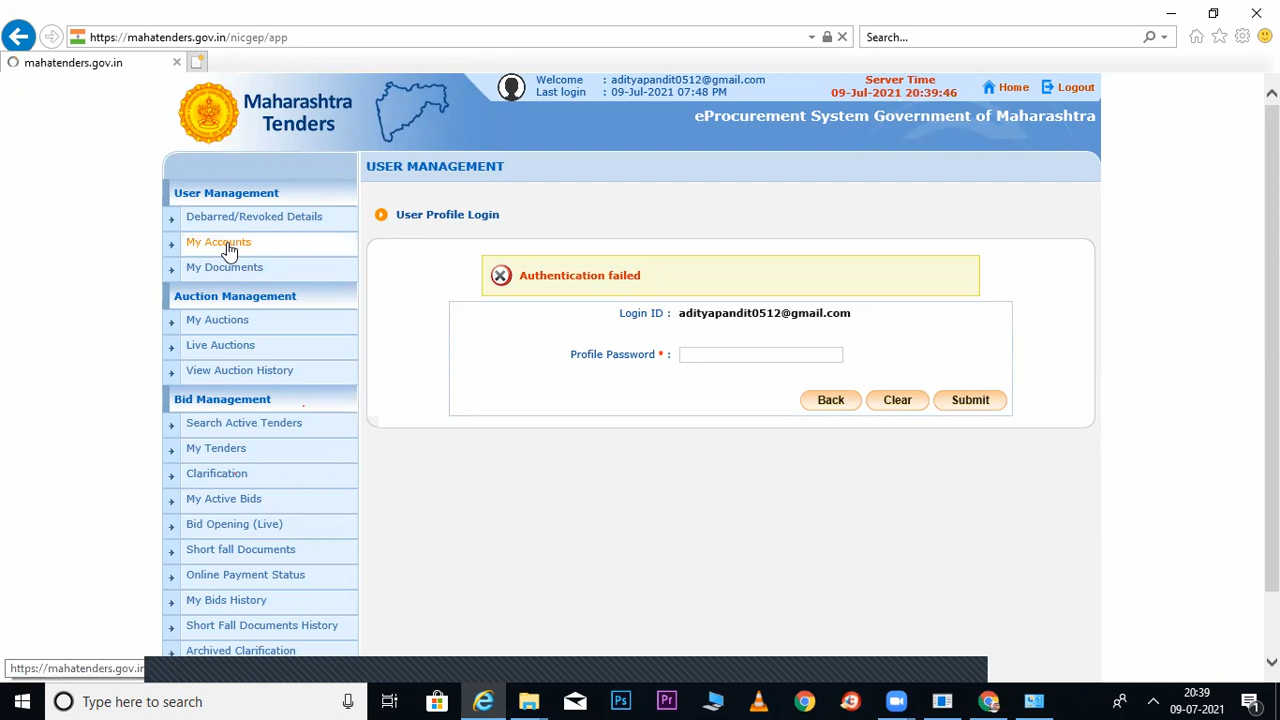 https://mahatenders.gov.in/nicgep/app
Search...
mahatenders.gov.in
Maharashtra
Tenders
Welcome : adityapandit0512@gmail.com
Last login : 09-Jul-2021 07:48 PM
Server Time
09-Jul-2021 20:39:46
Home
Logout
eProcurement System Government of Maharashtra
User Management
Debarred/Revoked Details
My Accounts
My Documents
Auction Management
My Auctions
Live Auctions
View Auction History
Bid Management
Search Active Tenders
My Tenders
Clarification
My Active Bids
Bid Opening (Live)
Short fall Documents
Online Payment Status
My Bids History
Short Fall Documents History
Archived Clarification
USER MANAGEMENT
User Profile Login
Authentication failed
Login ID : adityapandit0512@gmail.com
Profile Password * :
Back
Clear
Submit
https://mahatenders.gov.in
Type here to search
Ps
Pr
20:39
09-07-2021
1